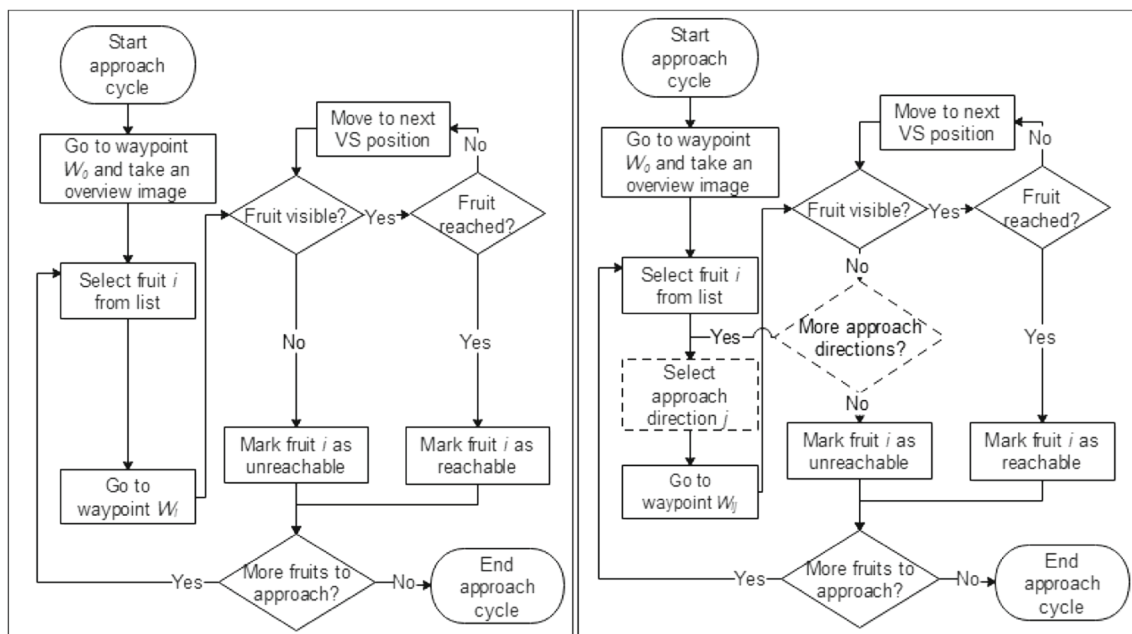 Start
approach
cycle
Go to waypoint
W₀ and take an
overview image
Select fruit i
from list
Go to
waypoint Wᵢ
Move to next
VS position
No
Fruit visible?
Yes
Fruit
reached?
No
Yes
Mark fruit i as
unreachable
Mark fruit i as
reachable
More fruits to
approach?
Yes
No
End
approach
cycle
Start
approach
cycle
Go to waypoint
W₀ and take an
overview image
Select fruit i
from list
Select
approach
direction j
Go to
waypoint Wᵢⱼ
Move to next
VS position
No
Fruit visible?
Yes
Fruit
reached?
No
Yes
More approach
directions?
Yes
No
Mark fruit i as
unreachable
Mark fruit i as
reachable
More fruits to
approach?
Yes
No
End
approach
cycle